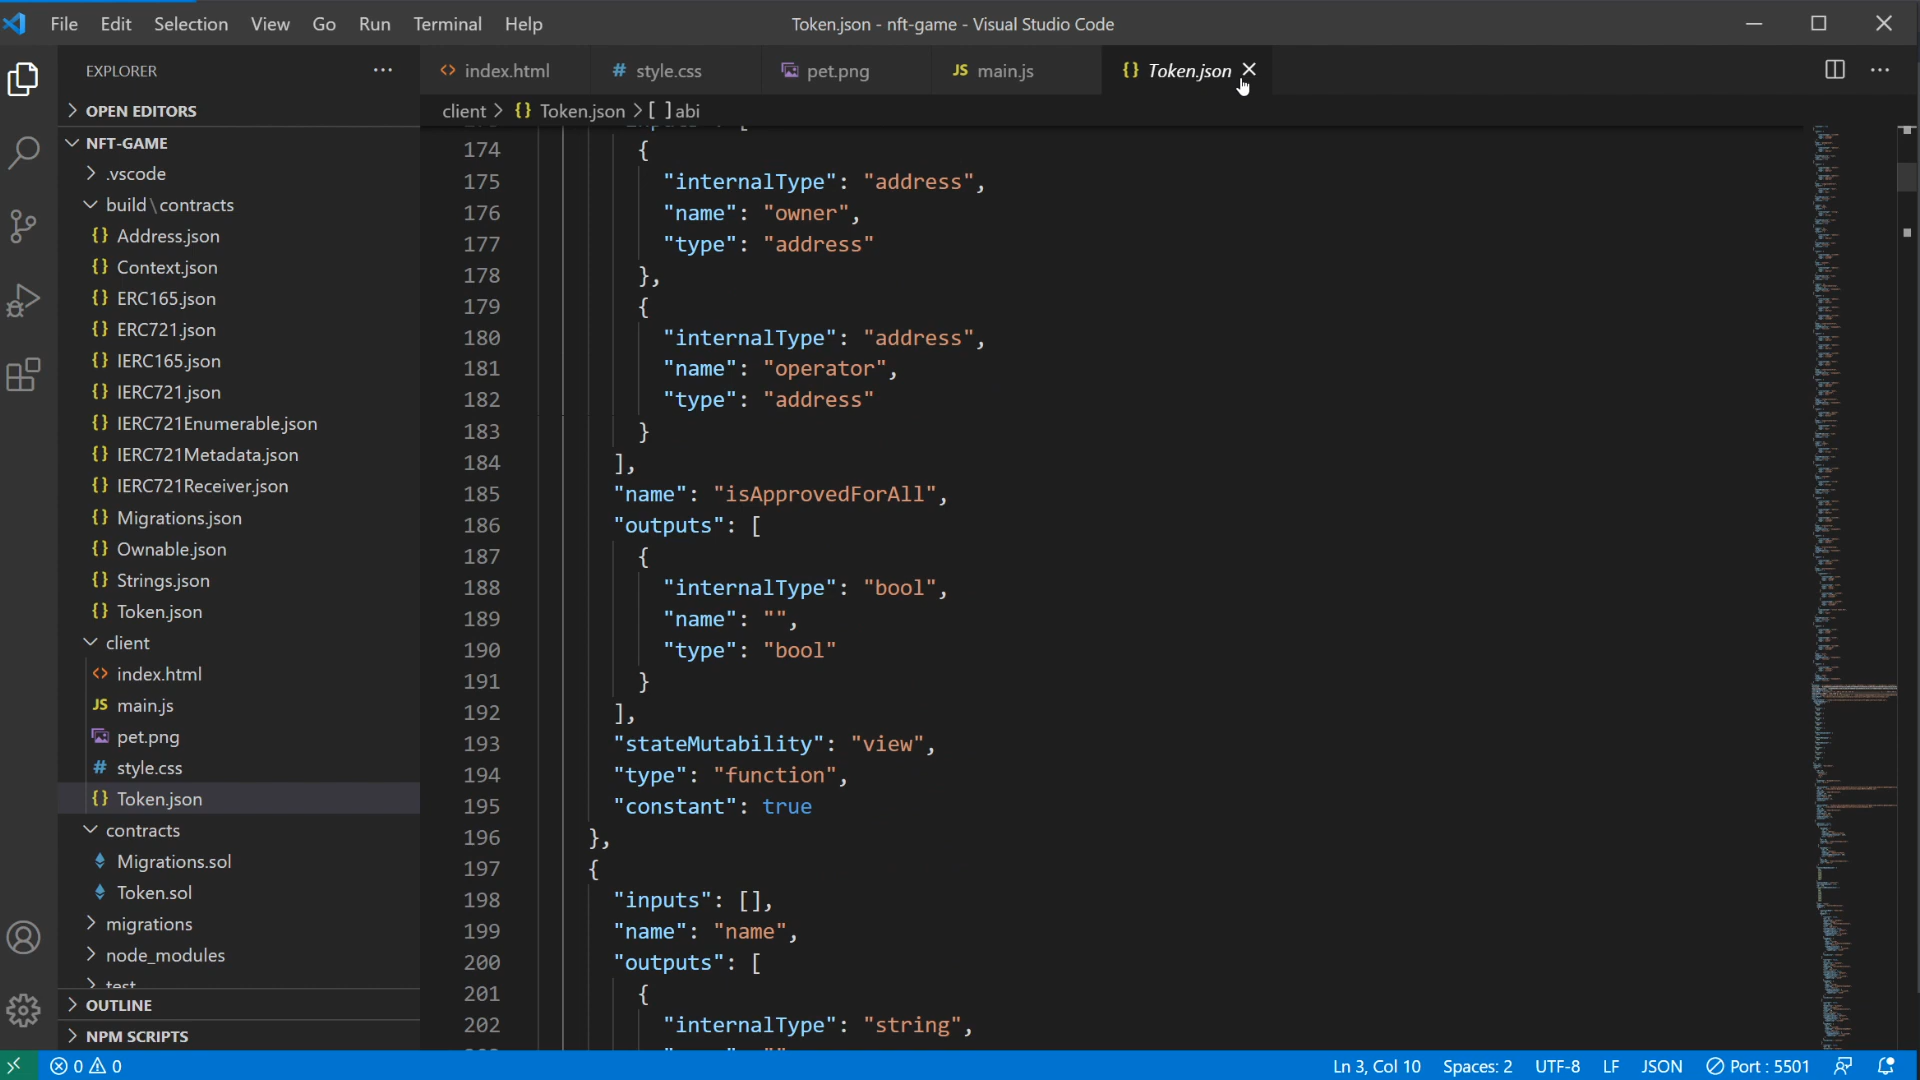 File Edit Selection View Go Run Terminal Help
Token.json - nft-game - Visual Studio Code
EXPLORER
OPEN EDITORS
NFT-GAME
.vscode
build \ contracts
{} Address.json
{} Context.json
{} ERC165.json
{} ERC721.json
{} IERC165.json
{} IERC721.json
{} IERC721Enumerable.json
{} IERC721Metadata.json
{} IERC721Receiver.json
{} Migrations.json
{} Ownable.json
{} Strings.json
{} Token.json
client
<> index.html
JS main.js
pet.png
# style.css
{} Token.json
contracts
Migrations.sol
Token.sol
migrations
node_modules
test
OUTLINE
NPM SCRIPTS
<> index.html # style.css pet.png JS main.js {} Token.json
client > {} Token.json > [ ] abi
174 {
175 "internalType": "address",
176 "name": "owner",
177 "type": "address"
178 },
179 {
180 "internalType": "address",
181 "name": "operator",
182 "type": "address"
183 }
184 ],
185 "name": "isApprovedForAll",
186 "outputs": [
187 {
188 "internalType": "bool",
189 "name": "",
190 "type": "bool"
191 }
192 ],
193 "stateMutability": "view",
194 "type": "function",
195 "constant": true
196 },
197 {
198 "inputs": [],
199 "name": "name",
200 "outputs": [
201 {
202 "internalType": "string",
0 0
Ln 3, Col 10 Spaces: 2 UTF-8 LF JSON Port : 5501